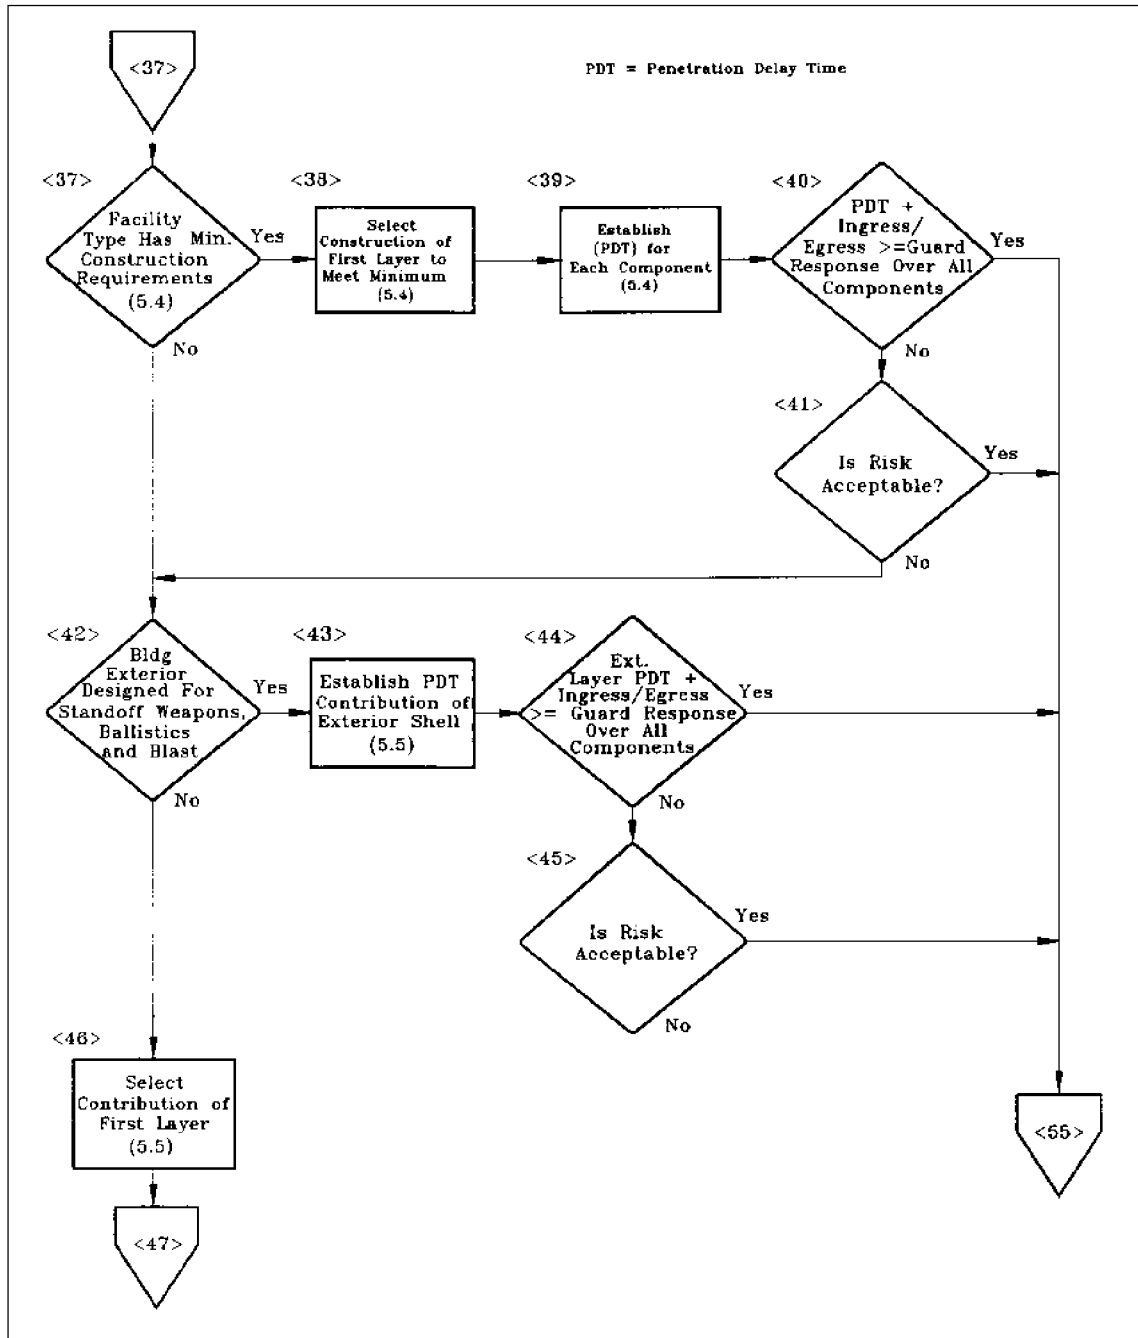 <37>
PDT = Penetration Delay Time
<37>
Facility
Type Has Min.
Construction
Requirements
(5.4)
Yes
No
<38>
Select
Construction of
First Layer to
Meet Minimum
(5.4)
<39>
Establish
(PDT) for
Each Component
(5.4)
<40>
PDT +
Ingress/
Egress >=Guard
Response Over All
Components
Yes
No
<41>
Is Risk
Acceptable?
Yes
No
<42>
Bldg
Exterior
Designed For
Standoff Weapons,
Ballistics
and Blast
Yes
No
<43>
Establish PDT
Contribution of
Exterior Shell
(5.5)
<44>
Ext.
Layer PDT +
Ingress/Egress
>= Guard Response
Over All
Components
Yes
No
<45>
Is Risk
Acceptable?
Yes
No
<46>
Select
Contribution of
First Layer
(5.5)
<47>
<55>